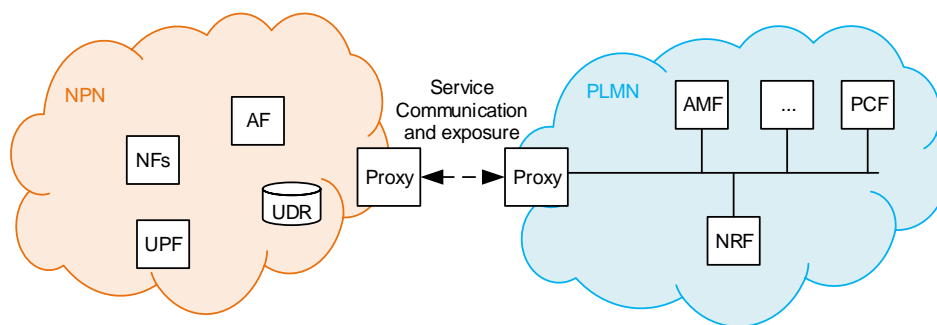 NPN
AF
NFs
UDR
UPF
Proxy
Service
Communication
and exposure
Proxy
PLMN
AMF
...
PCF
NRF